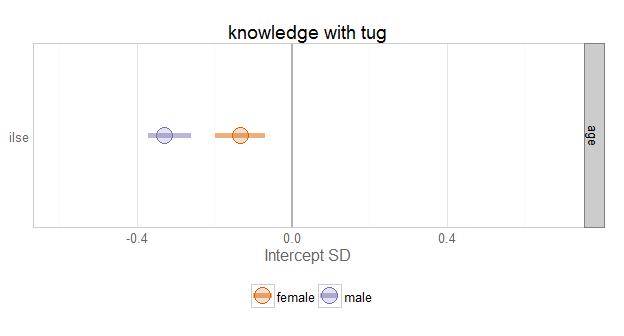 knowledge with tug
ilse
age
-0.4 0.0 0.4
Intercept SD
female male